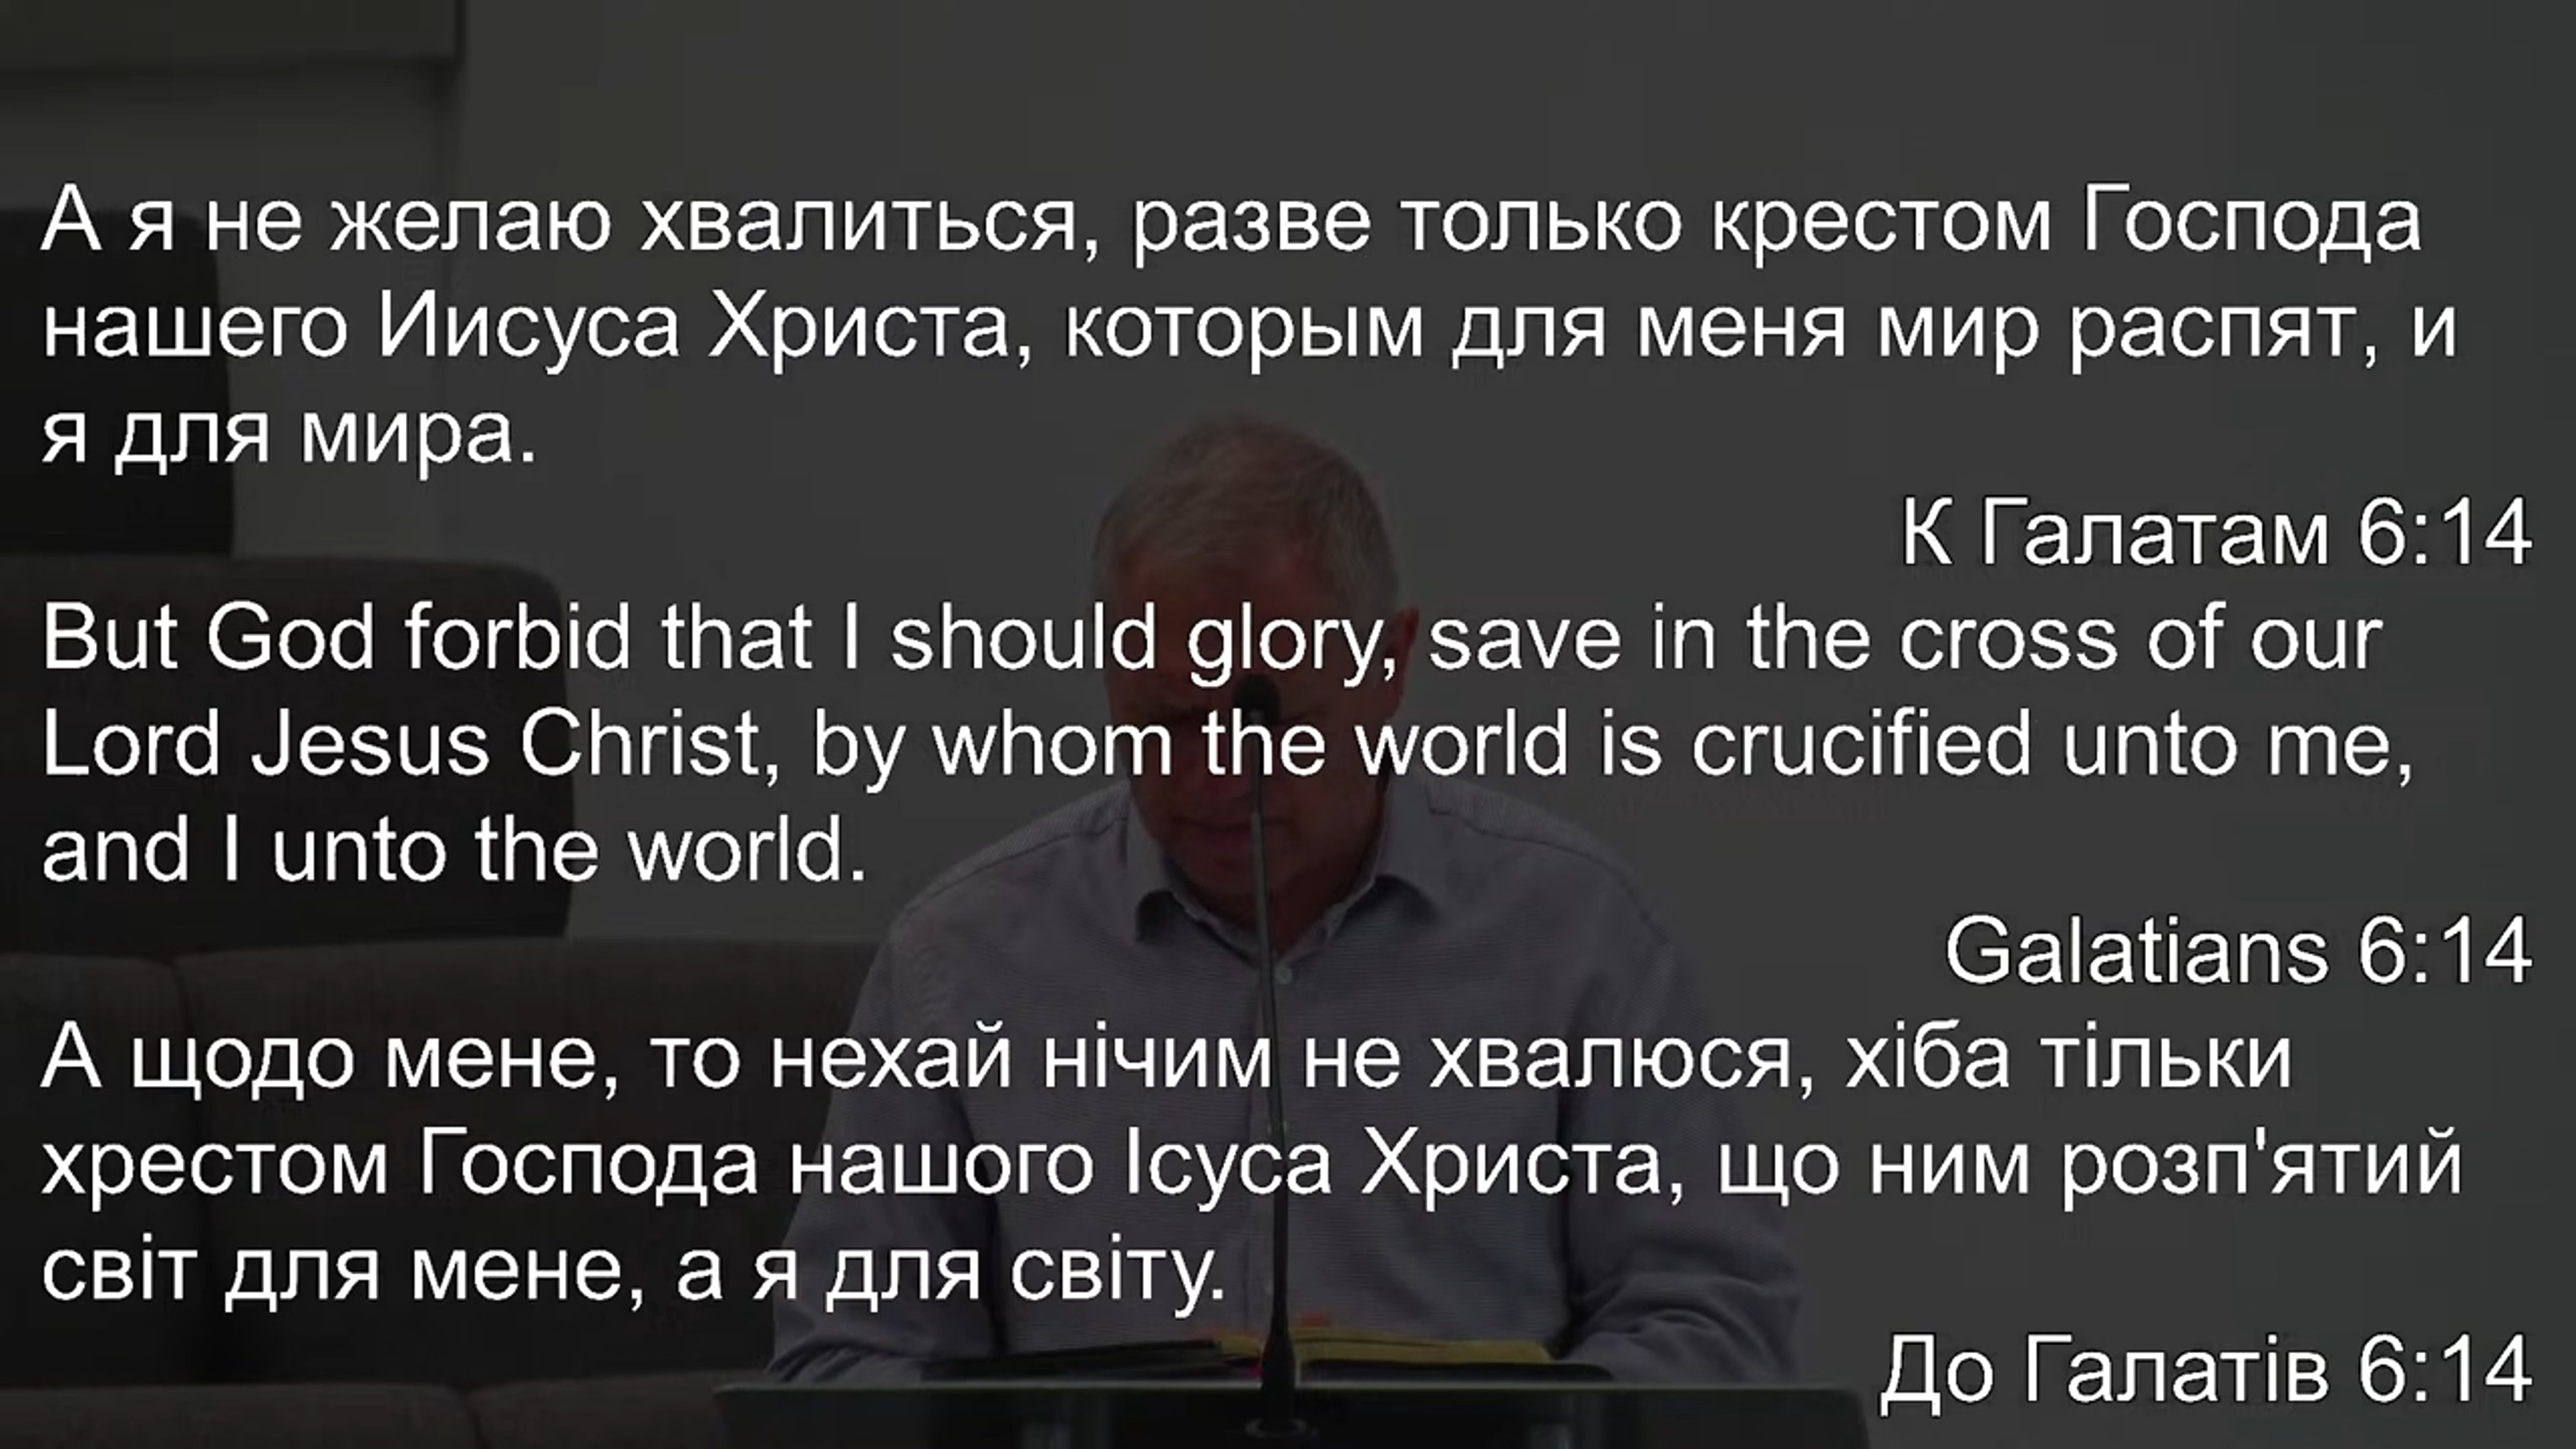 А я не желаю хвалиться, разве только крестом Господа
нашего Иисуса Христа, которым для меня мир распят, и
я для мира.
К Галатам 6:14
But God forbid that I should glory, save in the cross of our
Lord Jesus Christ, by whom the world is crucified unto me,
and I unto the world.
Galatians 6:14
А щодо мене, то нехай нічим не хвалюся, хіба тільки
хрестом Господа нашого Ісуса Христа, що ним розп'ятий
світ для мене, а я для світу.
До Галатів 6:14